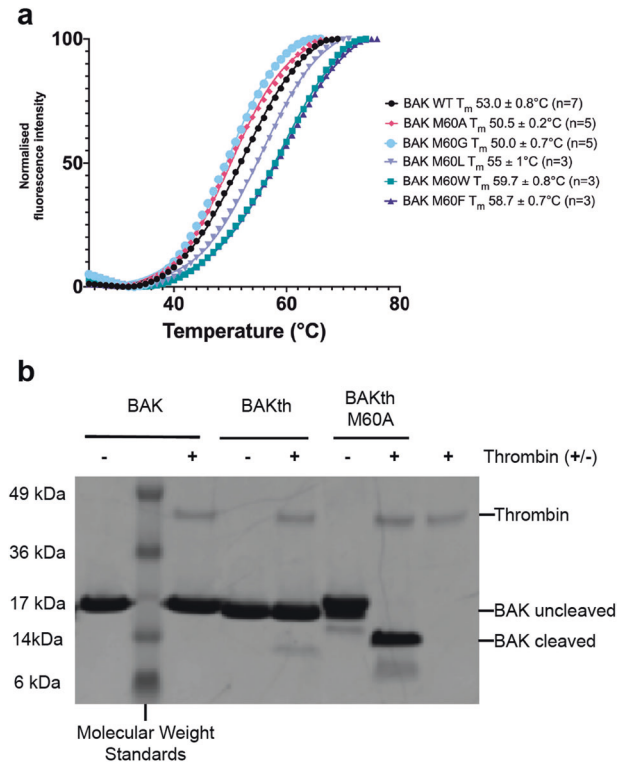 a
100
50
0
Normalised
fluorescence intensity
40
60
80
Temperature (°C)
BAK WT Tm 53.0 ± 0.8°C (n=7)
BAK M60A Tm 50.5 ± 0.2°C (n=5)
BAK M60G Tm 50.0 ± 0.7°C (n=5)
BAK M60L Tm 55 ± 1°C (n=3)
BAK M60W Tm 59.7 ± 0.8°C (n=3)
BAK M60F Tm 58.7 ± 0.7°C (n=3)
b
BAK
BAKth
BAKth
M60A
- + - + - + + Thrombin (+/-)
49 kDa
36 kDa
17 kDa
14kDa
6 kDa
Thrombin
BAK uncleaved
BAK cleaved
Molecular Weight
Standards